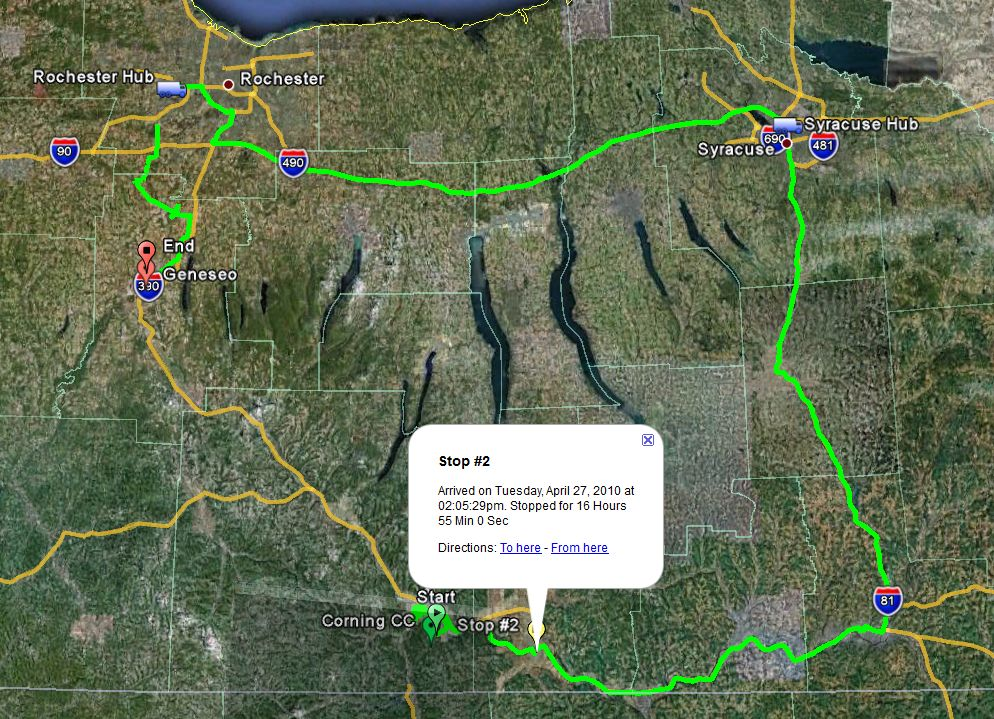 Rochester Hub
Rochester
90
490
690
Syracuse Hub
Syracuse
481
End
Geneseo
390
Stop #2
Arrived on Tuesday, April 27, 2010 at
02:05:29pm. Stopped for 16 Hours
55 Min 0 Sec
Directions: To here - From here
Start
Corning CC
Stop #2
81